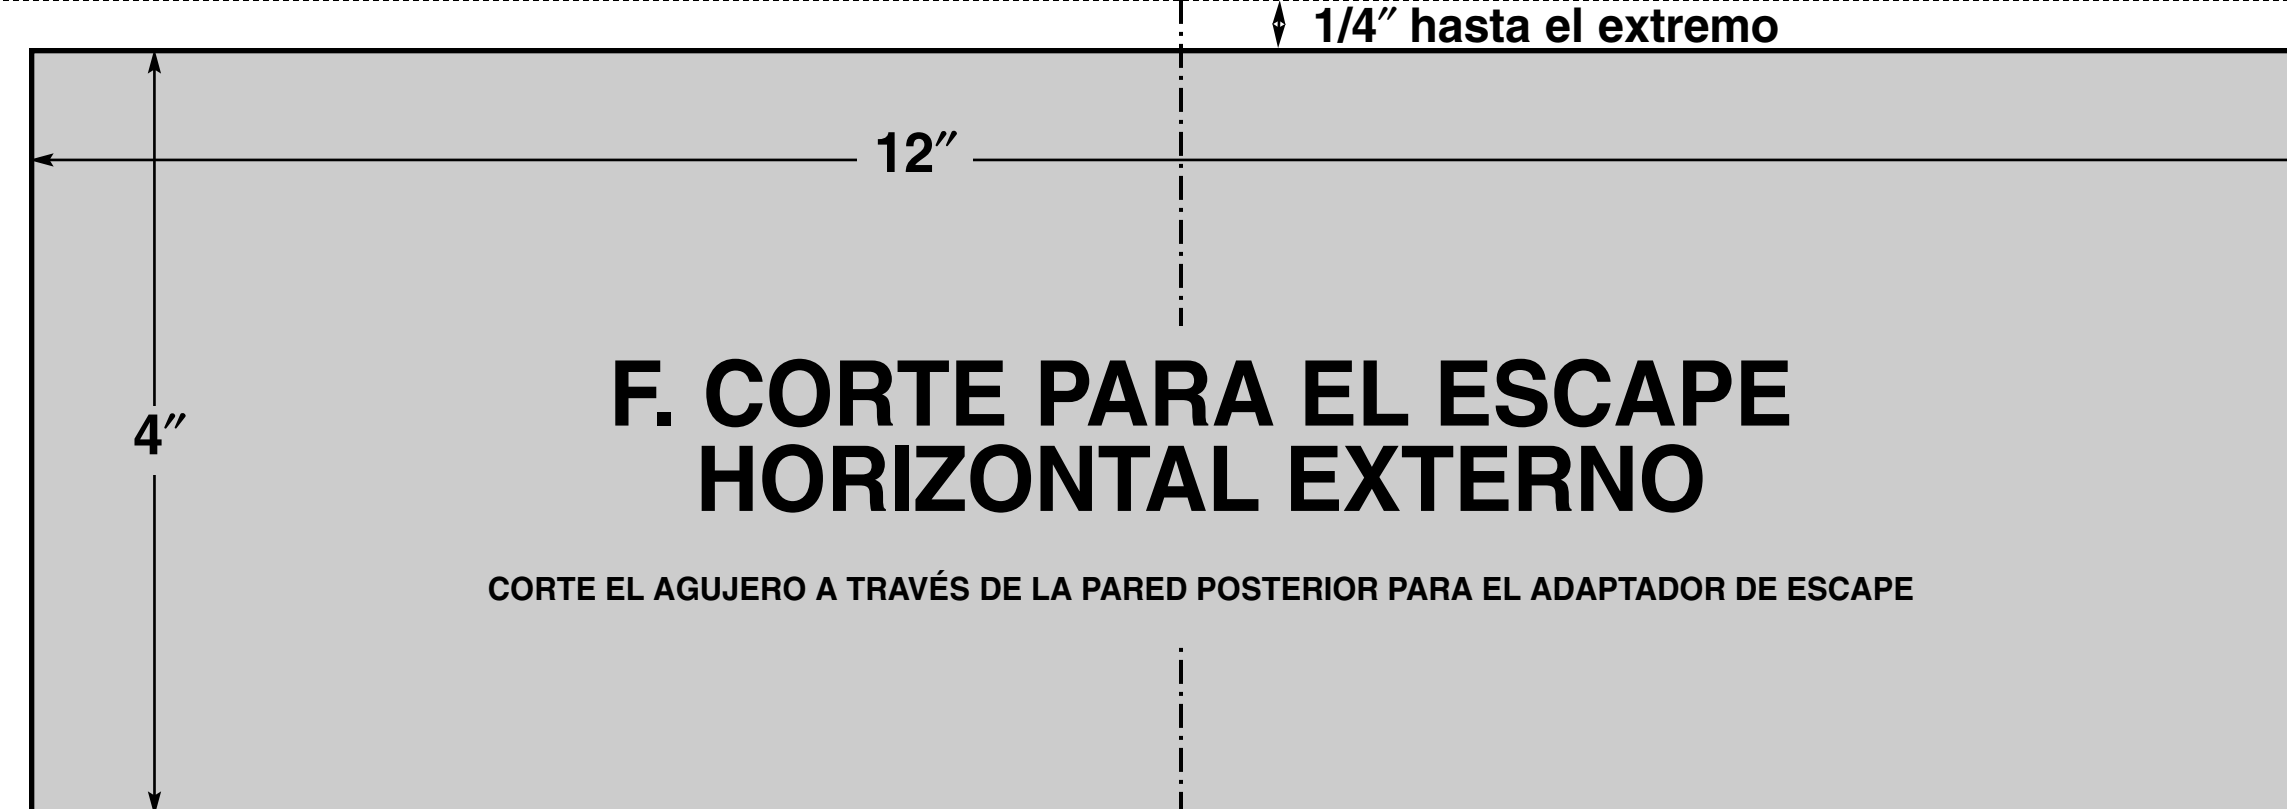 1/4″ hasta el extremo
12″
F. CORTE PARA EL ESCAPE
HORIZONTAL EXTERNO
4″
CORTE EL AGUJERO A TRAVÉS DE LA PARED POSTERIOR PARA EL ADAPTADOR DE ESCAPE